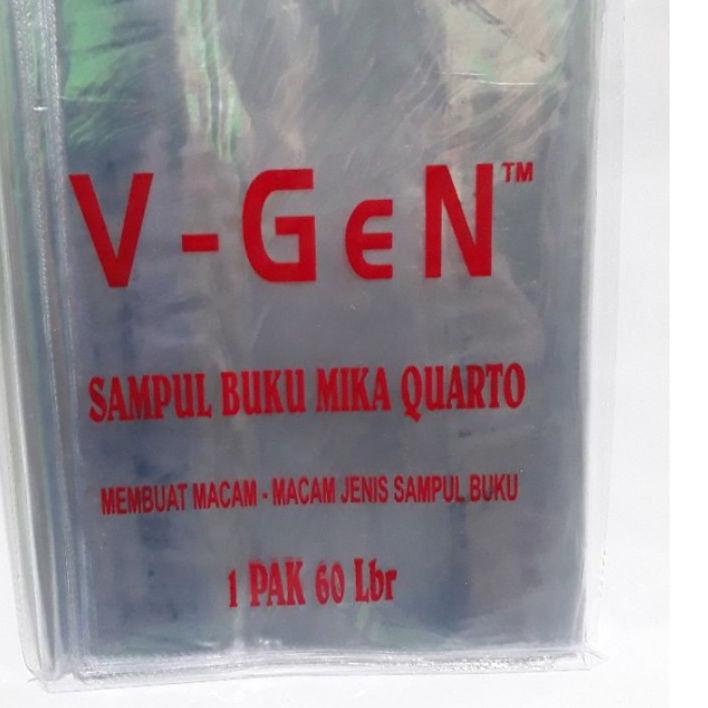 V-GEN™
SAMPUL BUKU MIKA QUARTO
MEMBUAT MACAM - MACAM JENIS SAMPUL BUKU
1 PAK 60 Lbr